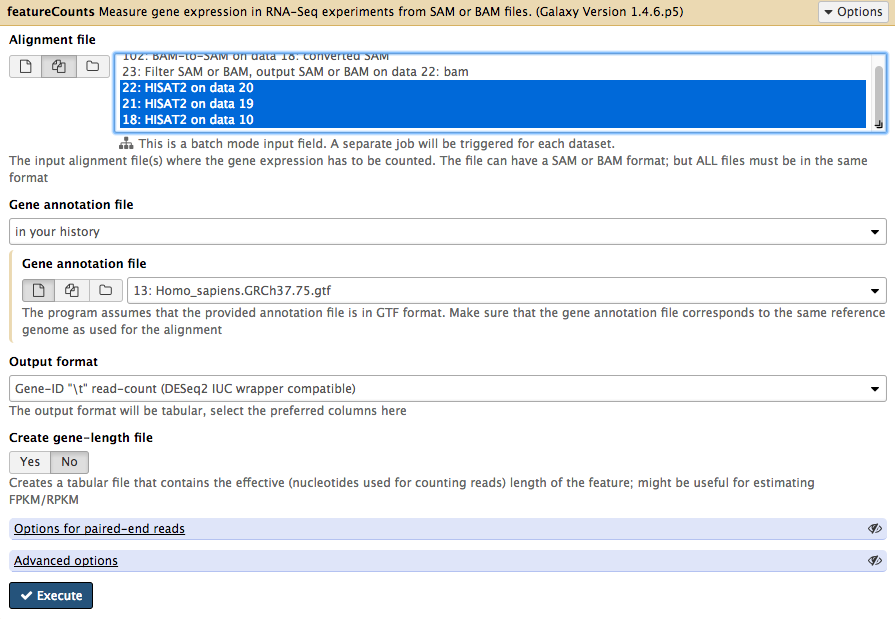 featureCounts Measure gene expression in RNA-Seq experiments from SAM or BAM files. (Galaxy Version 1.4.6.p5)
Options
Alignment file
102: BAM-to-SAM on data 18: converted SAM
23: Filter SAM or BAM, output SAM or BAM on data 22: bam
22: HISAT2 on data 20
21: HISAT2 on data 19
18: HISAT2 on data 10
This is a batch mode input field. A separate job will be triggered for each dataset.
The input alignment file(s) where the gene expression has to be counted. The file can have a SAM or BAM format; but ALL files must be in the same
format
Gene annotation file
in your history
Gene annotation file
13: Homo_sapiens.GRCh37.75.gtf
The program assumes that the provided annotation file is in GTF format. Make sure that the gene annotation file corresponds to the same reference
genome as used for the alignment
Output format
Gene-ID "\t" read-count (DESeq2 IUC wrapper compatible)
The output format will be tabular, select the preferred columns here
Create gene-length file
Yes No
Creates a tabular file that contains the effective (nucleotides used for counting reads) length of the feature; might be useful for estimating
FPKM/RPKM
Options for paired-end reads
Advanced options
Execute